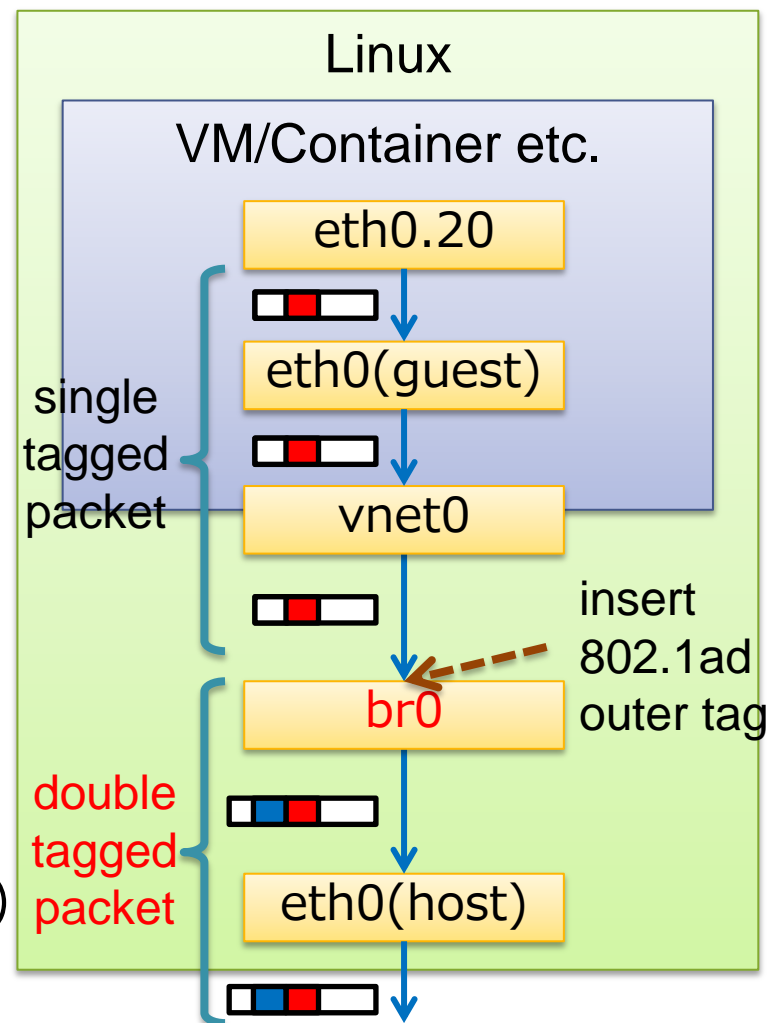 Linux
VM/Container etc.
eth0.20
eth0(guest)
single
tagged
packet
vnet0
insert
802.1ad
outer tag
br0
double
tagged
packet
)
eth0(host)